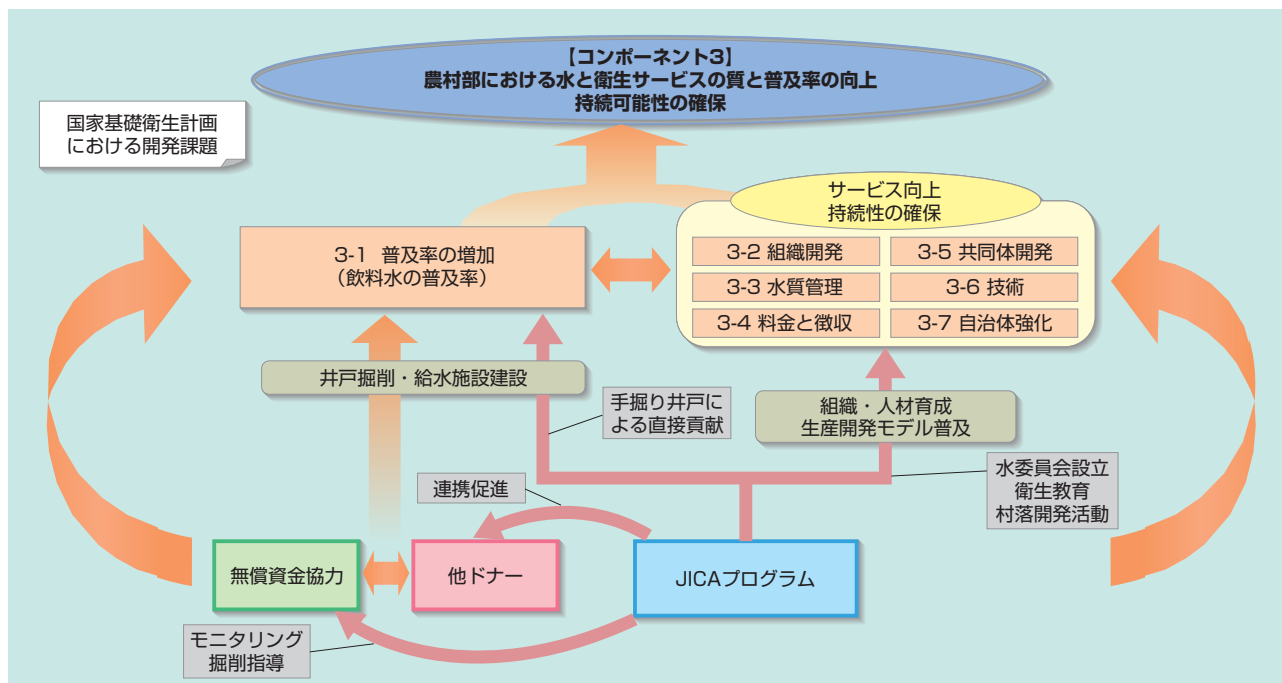 【コンポーネント3】
農村部における水と衛生サービスの質と普及率の向上
持続可能性の確保
国家基礎衛生計画
における開発課題
サービス向上
持続性の確保
3-1 普及率の増加
（飲料水の普及率）
3-2 組織開発
3-5 共同体開発
3-3 水質管理
3-6 技術
3-4 料金と徴収
3-7 自治体強化
井戸掘削・給水施設建設
手掘り井戸に
よる直接貢献
組織・人材育成
生産開発モデル普及
水委員会設立
衛生教育
村落開発活動
連携促進
無償資金協力
他ドナー
JICAプログラム
モニタリング
掘削指導